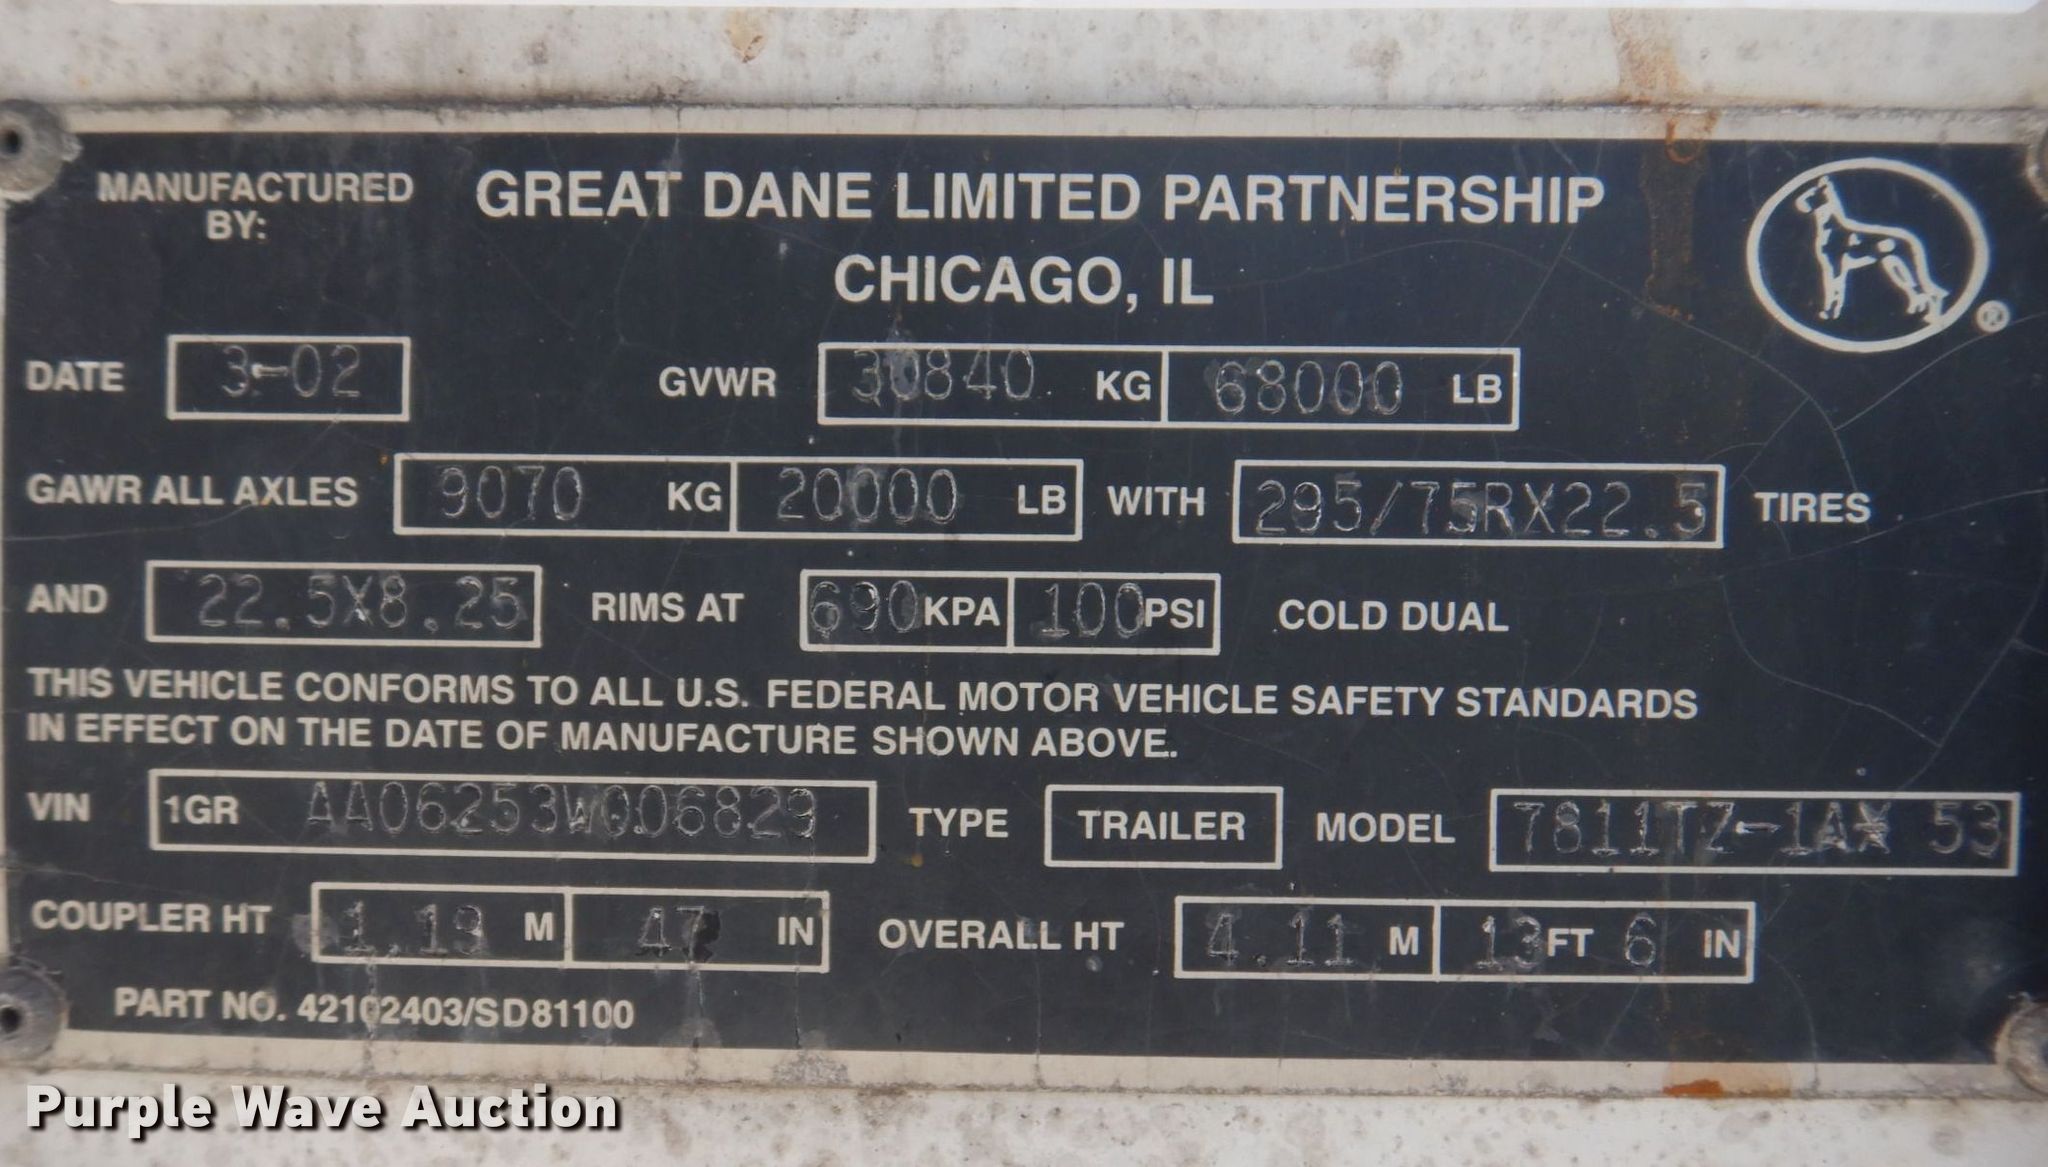 MANUFACTURED BY: GREAT DANE LIMITED PARTNERSHIP
CHICAGO, IL
DATE 3-02 GVWR 30840 KG 68000 LB
GAWR ALL AXLES 9070 KG 20000 LB WITH 295/75RX22.5 TIRES
AND 22.5X8.25 RIMS AT 690 KPA 100 PSI COLD DUAL
THIS VEHICLE CONFORMS TO ALL U.S. FEDERAL MOTOR VEHICLE SAFETY STANDARDS
IN EFFECT ON THE DATE OF MANUFACTURE SHOWN ABOVE.
VIN 1GR AA06253W006829 TYPE TRAILER MODEL 7811TZ-1A* 53
COUPLER HT 1.19 M 47 IN OVERALL HT 4.11 M 13 FT 6 IN
PART NO. 42102403/SD81100
®
Purple Wave Auction